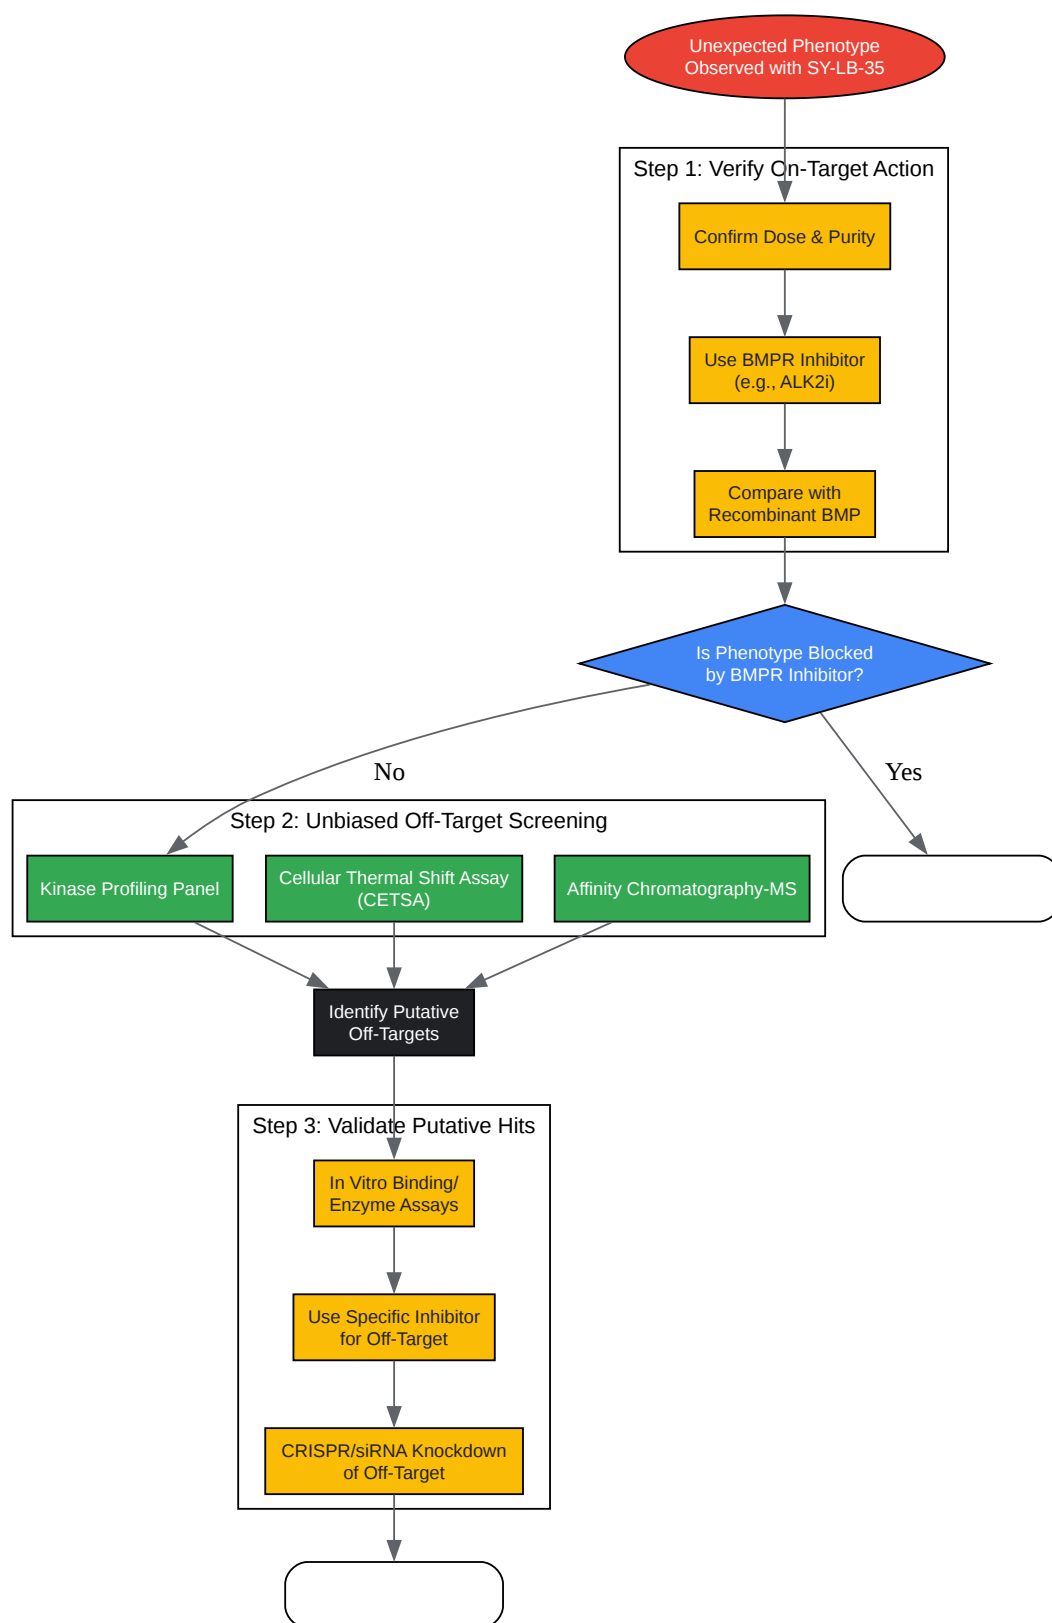 Unexpected Phenotype
Observed with SY-LB-35
Step 1: Verify On-Target Action
Confirm Dose & Purity
Use BMPR Inhibitor
(e.g., ALK2i)
Compare with
Recombinant BMP
Is Phenotype Blocked
by BMPR Inhibitor?
No
Yes
Step 2: Unbiased Off-Target Screening
Kinase Profiling Panel
Cellular Thermal Shift Assay
(CETSA)
Affinity Chromatography-MS
Identify Putative
Off-Targets
Step 3: Validate Putative Hits
In Vitro Binding/
Enzyme Assays
Use Specific Inhibitor
for Off-Target
CRISPR/siRNA Knockdown
of Off-Target